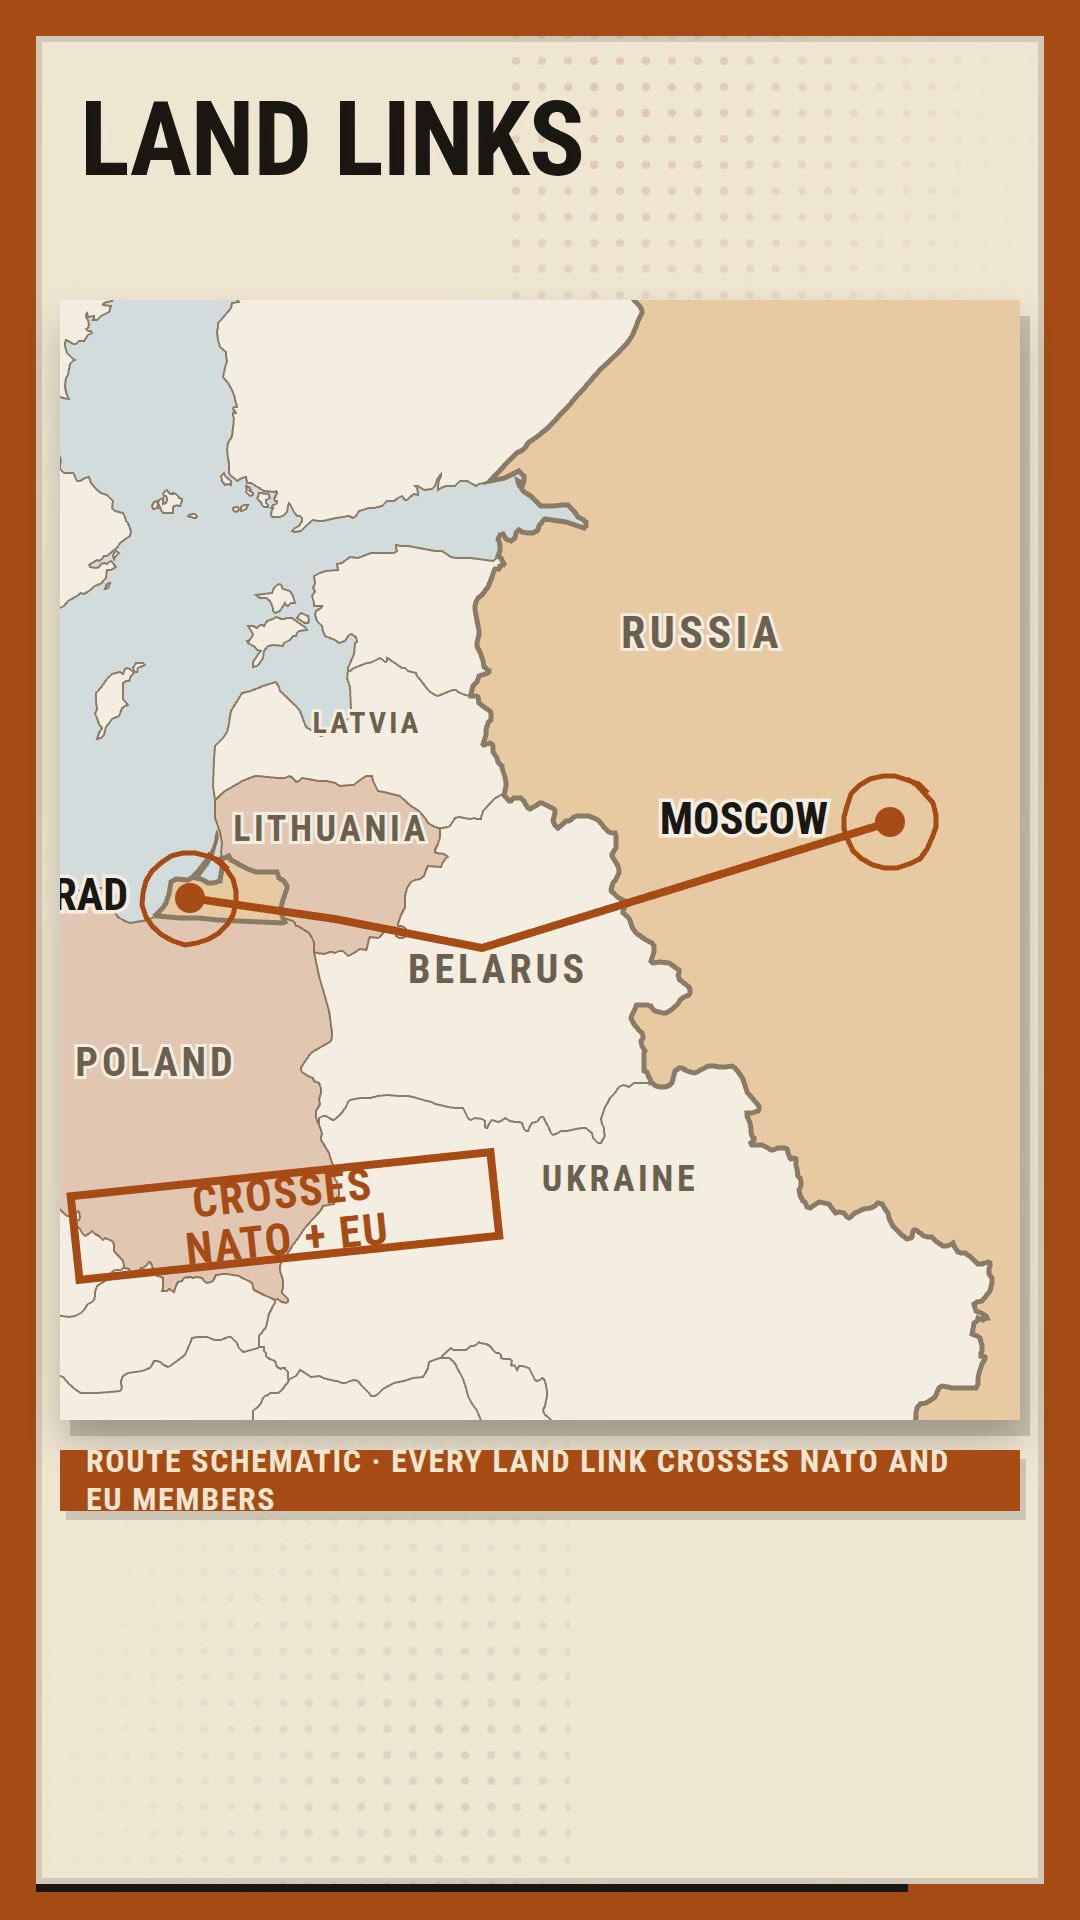 LAND LINKS
RUSSIA
LATVIA
MOSCOW
LITHUANIA
RAD
BELARUS
POLAND
CROSSES
NATO + EU
UKRAINE
ROUTE SCHEMATIC · EVERY LAND LINK CROSSES NATO AND
EU MEMBERS